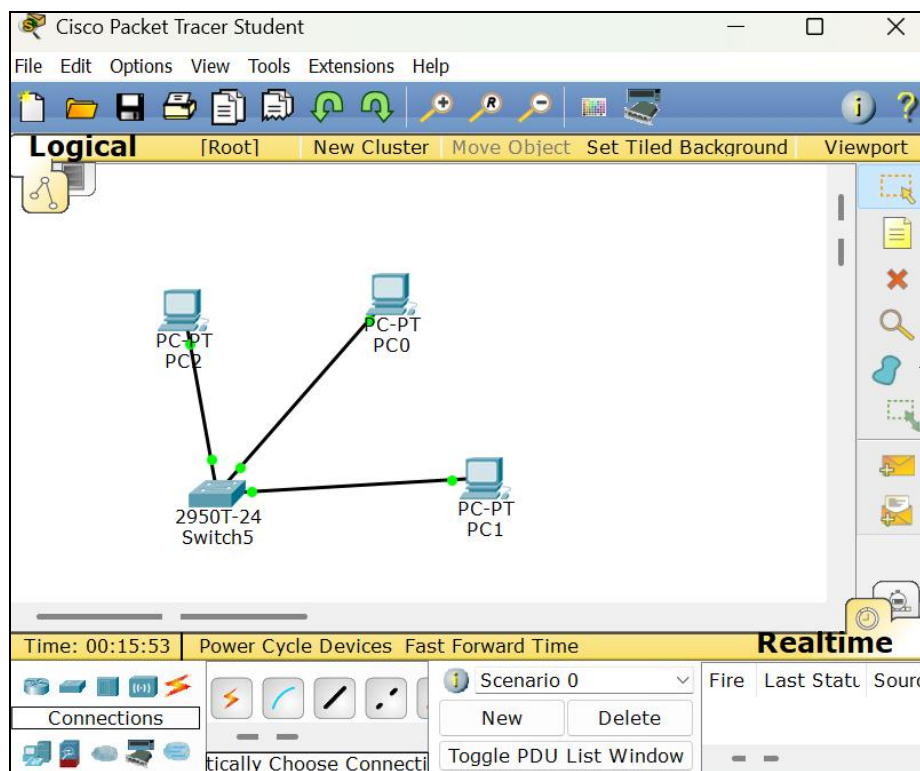 Cisco Packet Tracer Student
File Edit Options View Tools Extensions Help
Logical [Root] New Cluster Move Object Set Tiled Background Viewport
PC-PT
PC2
PC-PT
PC0
2950T-24
Switch5
PC-PT
PC1
Time: 00:15:53 Power Cycle Devices Fast Forward Time Realtime
Scenario 0 Fire Last Statu Sourc
Connections New Delete
tically Choose Connecti Toggle PDU List Window